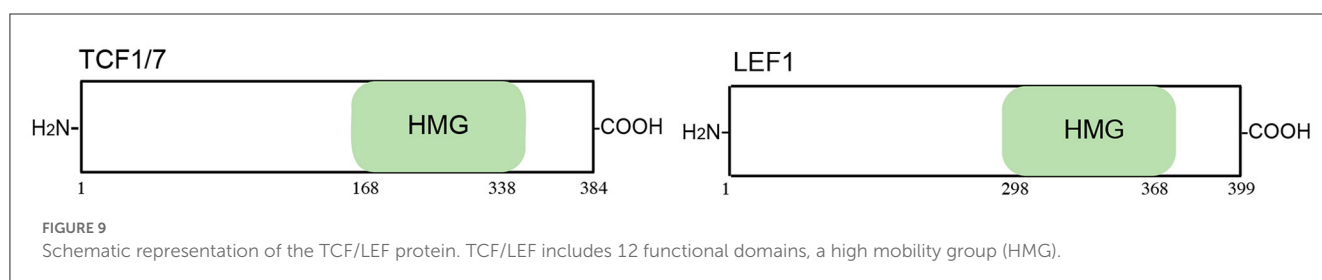 TCF1/7
H2N- HMG -COOH
1 168 338 384
LEF1
H2N- HMG -COOH
1 298 368 399
FIGURE 9
Schematic representation of the TCF/LEF protein. TCF/LEF includes 12 functional domains, a high mobility group (HMG).